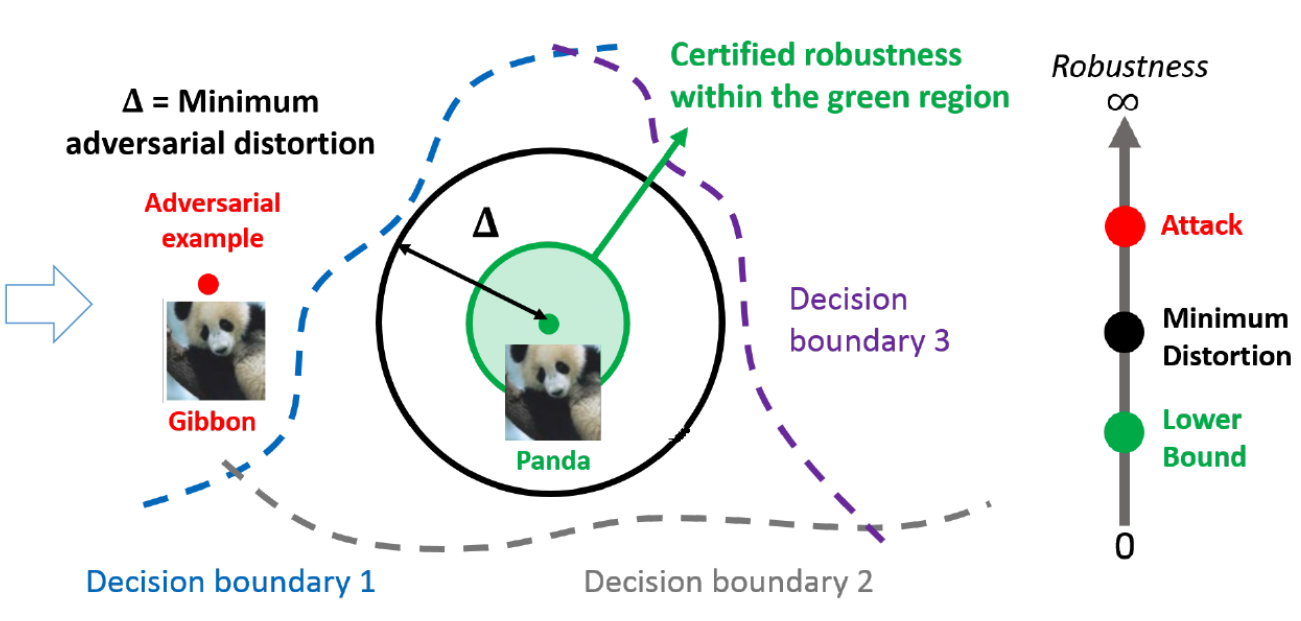 Δ = Minimum
adversarial distortion
Adversarial
example
Gibbon
Decision boundary 1
Δ
Panda
Decision boundary 2
Certified robustness
within the green region
Decision
boundary 3
Robustness
∞
Attack
Minimum
Distortion
Lower
Bound
0